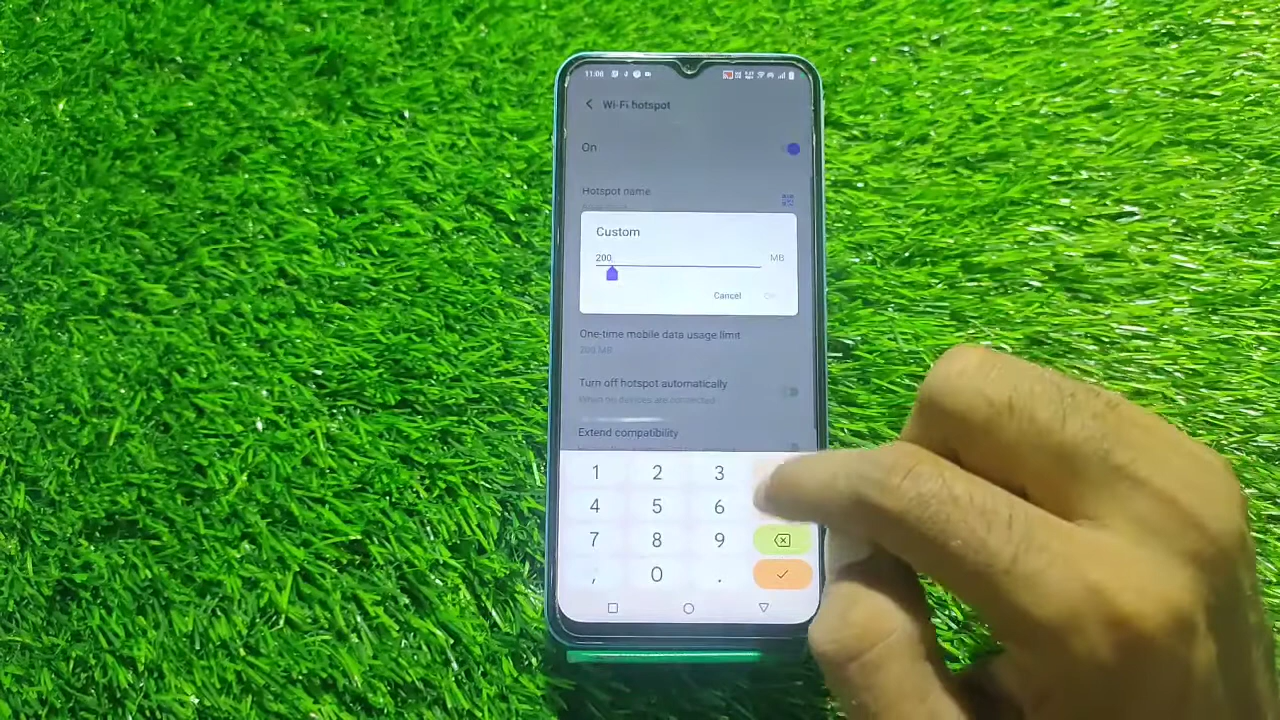 11:08
Wi-Fi hotspot
On
Hotspot name
Custom
200
MB
Cancel
One-time mobile data usage limit
200 MB
Turn off hotspot automatically
When no devices are connected
Extend compatibility
1 2 3
4 5 6
7 8 9
, 0 .